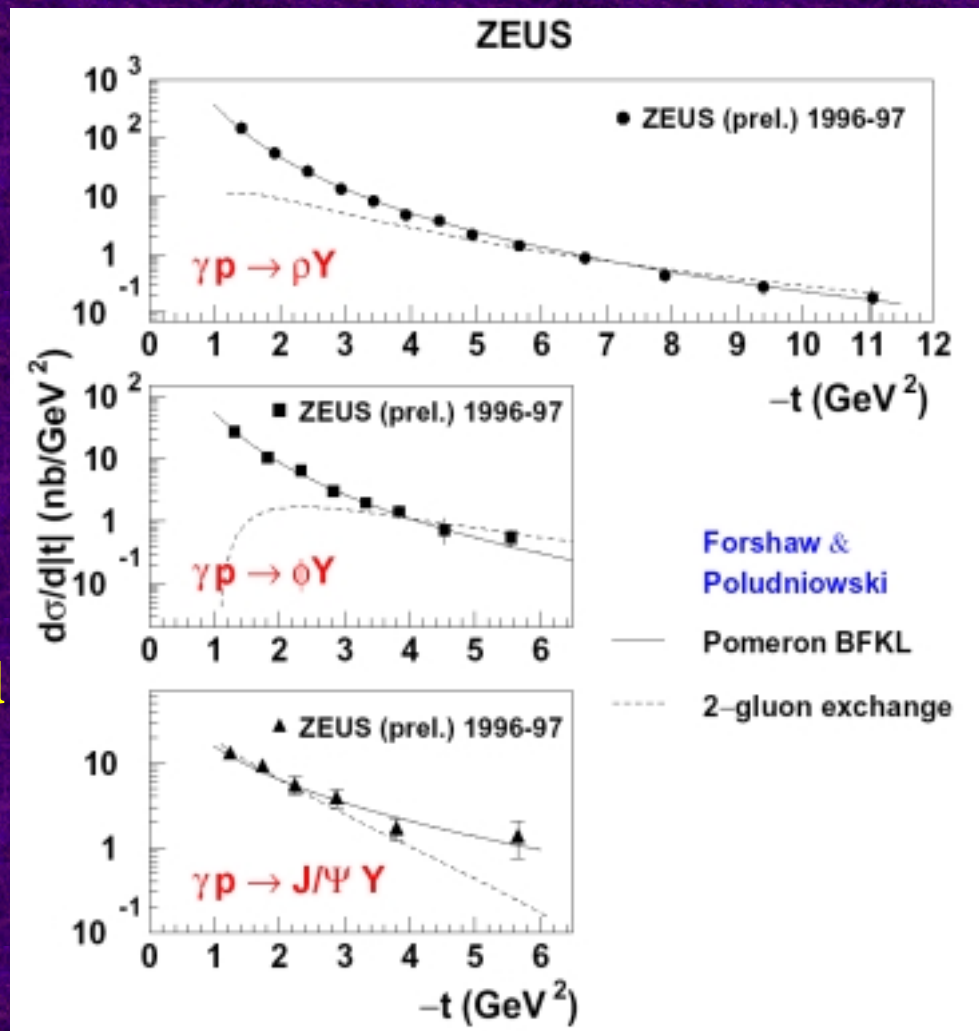 ZEUS
10 3
10 2
10
1
10 -1
● ZEUS (prel.) 1996-97
γp → ρY
0 1 2 3 4 5 6 7 8 9 10 11 12
−t (GeV 2)
dσ/d|t| (nb/GeV 2)
10 2
10
1
10 -1
■ ZEUS (prel.) 1996-97
γp → ϕY
0 1 2 3 4 5 6
Forshaw &
Poludniowski
Pomeron BFKL
2−gluon exchange
10
1
10 -1
▲ ZEUS (prel.) 1996-97
γp → J/Ψ Y
0 1 2 3 4 5 6
−t (GeV 2)